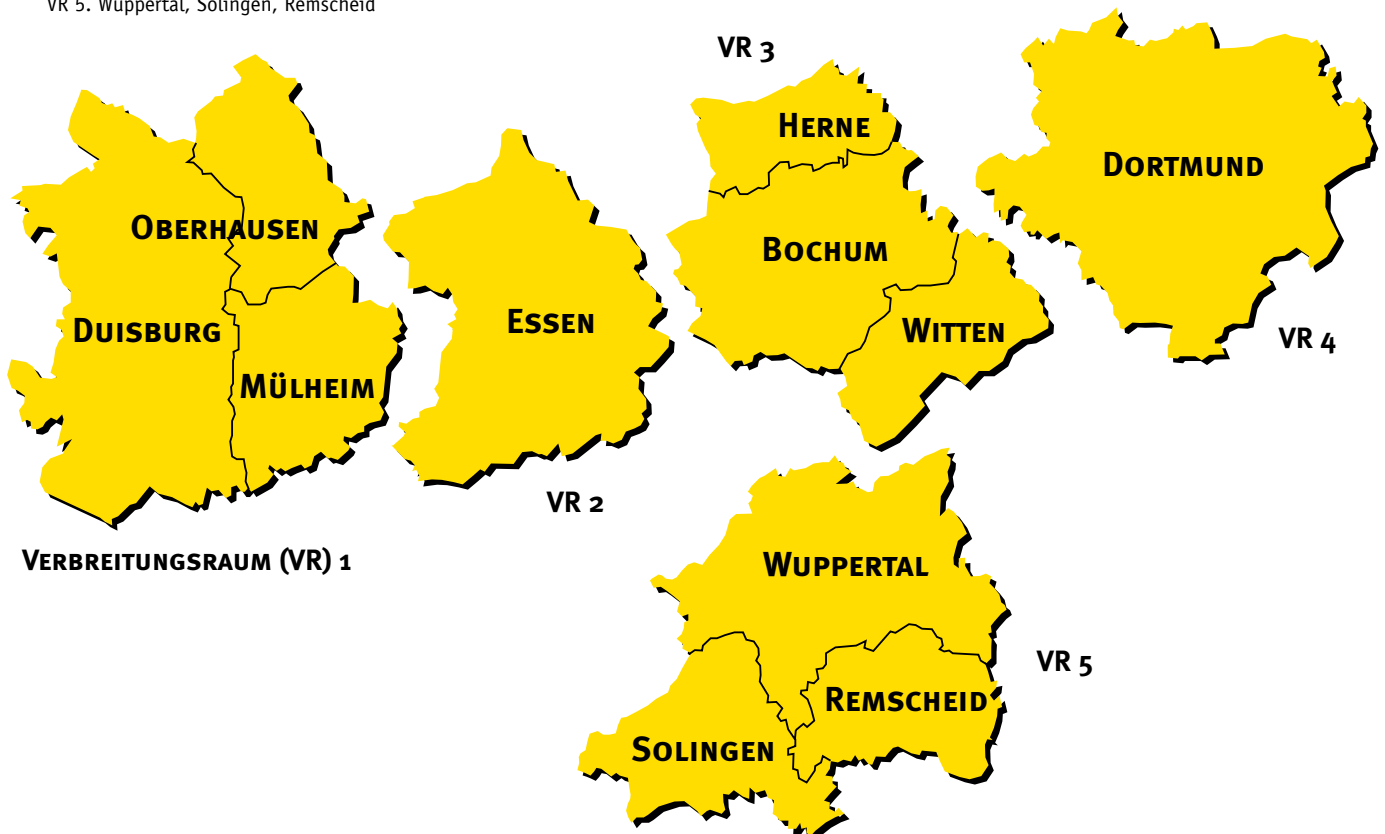 VR 5. Wuppertal, Solingen, Remscheid
VR 3
HERNE
DORTMUND
OBERHAUSEN
BOCHUM
ESSEN
DUISBURG
WITTEN
VR 4
MÜLHEIM
VR 2
VERBREITUNGSRAUM (VR) 1
WUPPERTAL
VR 5
REMSCHEID
SOLINGEN